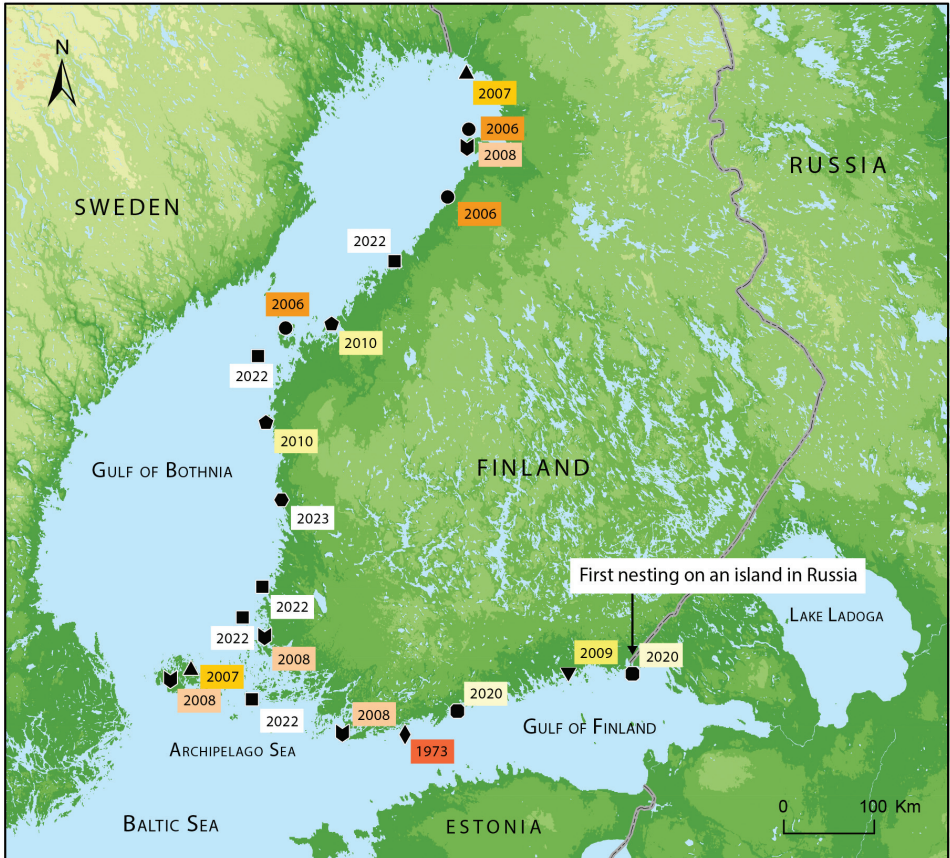 N
2007
2006
2008
RUSSIA
SWEDEN
2006
2022
2006
2010
2022
2010
GULF OF BOTHNIA
FINLAND
2023
First nesting on an island in Russia
2022
LAKE LADOGA
2022
2008
2009
2020
2007
2008
2020
2008
2022
GULF OF FINLAND
ARCHIPELAGO SEA
1973
0 100 Km
BALTIC SEA
ESTONIA